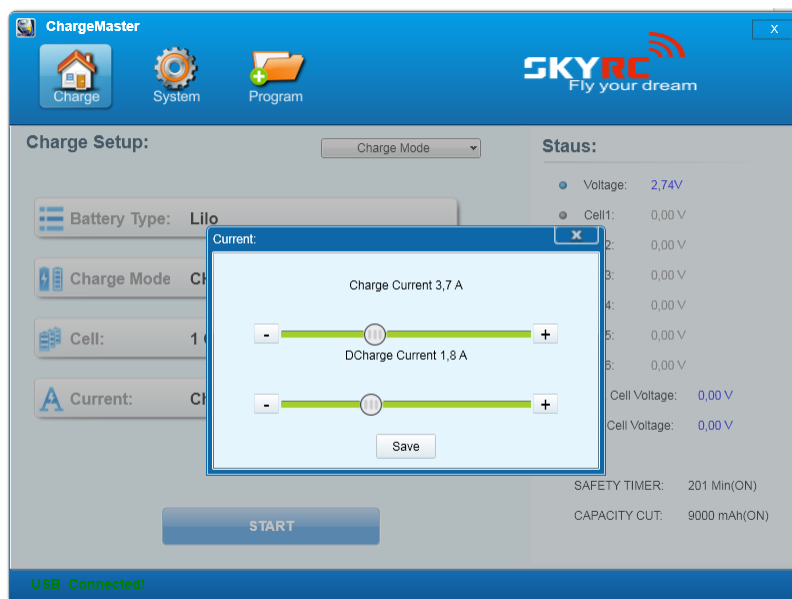 ChargeMaster
X
Charge
System
Program
SKYRC
Fly your dream
Charge Setup:
Charge Mode
Staus:
Voltage: 2,74V
Battery Type: Lilo
Cell1: 0,00 V
Current:
X
2: 0,00 V
Charge Mode
3: 0,00 V
Charge Current 3,7 A
4: 0,00 V
- +
Cell: 1
5: 0,00 V
DCharge Current 1,8 A
6: 0,00 V
Current:
- +
Cell Voltage: 0,00 V
Cell Voltage: 0,00 V
Save
SAFETY TIMER: 201 Min(ON)
CAPACITY CUT: 9000 mAh(ON)
START
USB Connected!